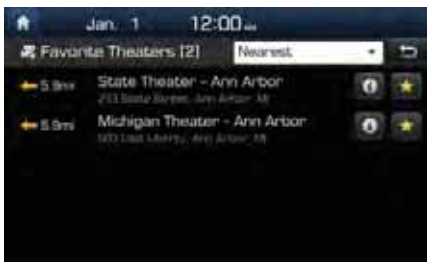 Jan. 1 12:00
Favorite Theaters [2] Nearest
5.9mi State Theater - Ann Arbor
233 State Street, Ann Arbor, MI
5.9mi Michigan Theater - Ann Arbor
603 East Liberty, Ann Arbor, MI